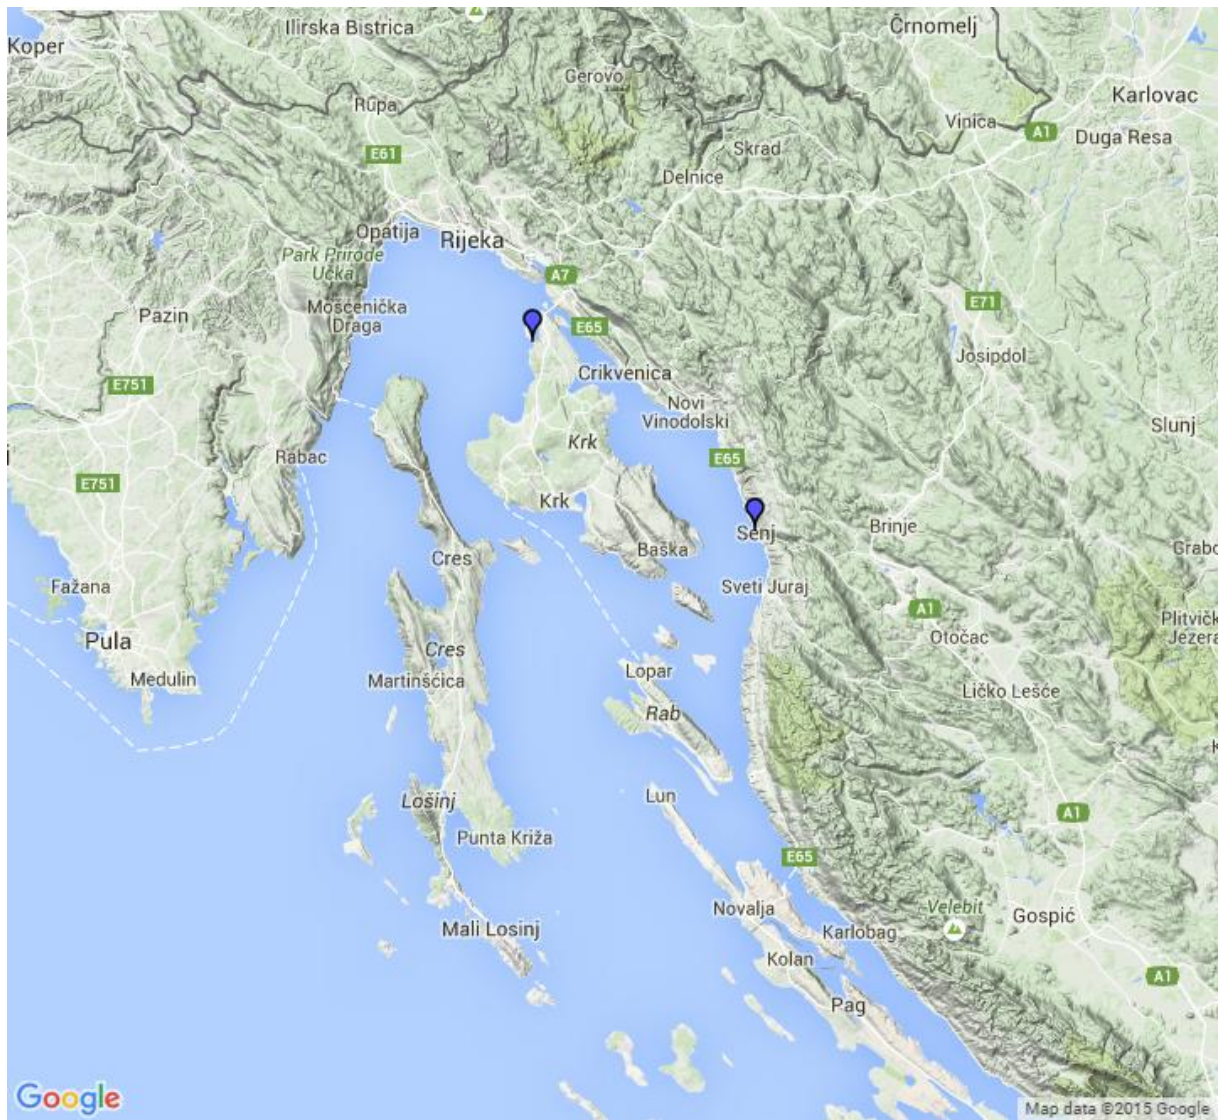 Ilirska Bistrica
Črnomelj
Koper
Gerovo
Karlovac
Rupa
Vinica
A1
Duga Resa
E61
Skrad
Delnice
Opatija
Rijeka
Park Prirode
Učka
A7
Mošćenička
Draga
Pazin
E71
E65
Josipdol
Crikvenica
E751
Novi
Vinodolski
Slunj
Krk
Rabac
E65
E751
Krk
Senj
Brinje
Baška
Grabo
Cres
Fažana
Sveti Juraj
A1
Plitvičk
Jezera
Pula
Otočac
Cres
Medulin
Martinšćica
Lopar
Ličko Lešće
Rab
Lun
Lošinj
A1
Punta Križa
E65
Novalja
Velebit
Gospić
Mali Losinj
Karlobag
Kolan
A1
Pag
Google
Map data ©2015 Google